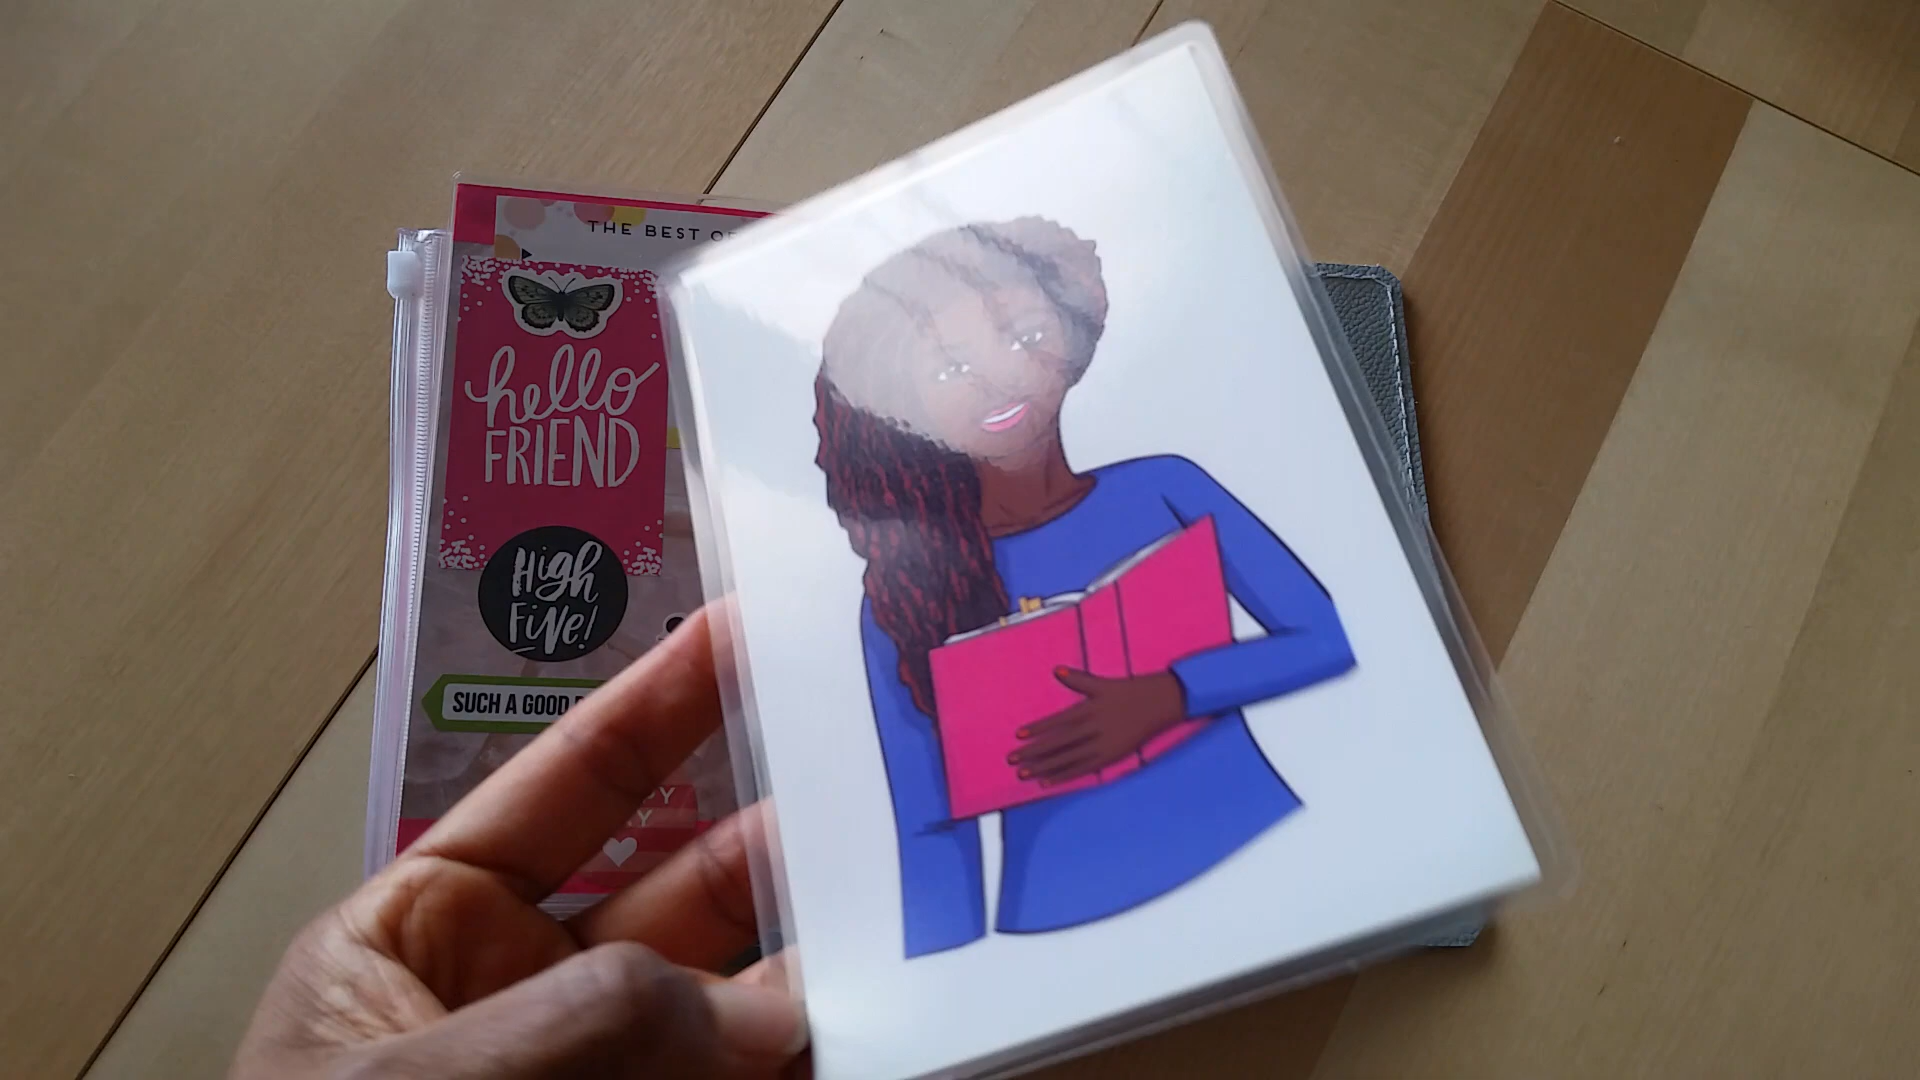 THE BEST OF
hello
FRIEND
High
Five!
SUCH A GOOD